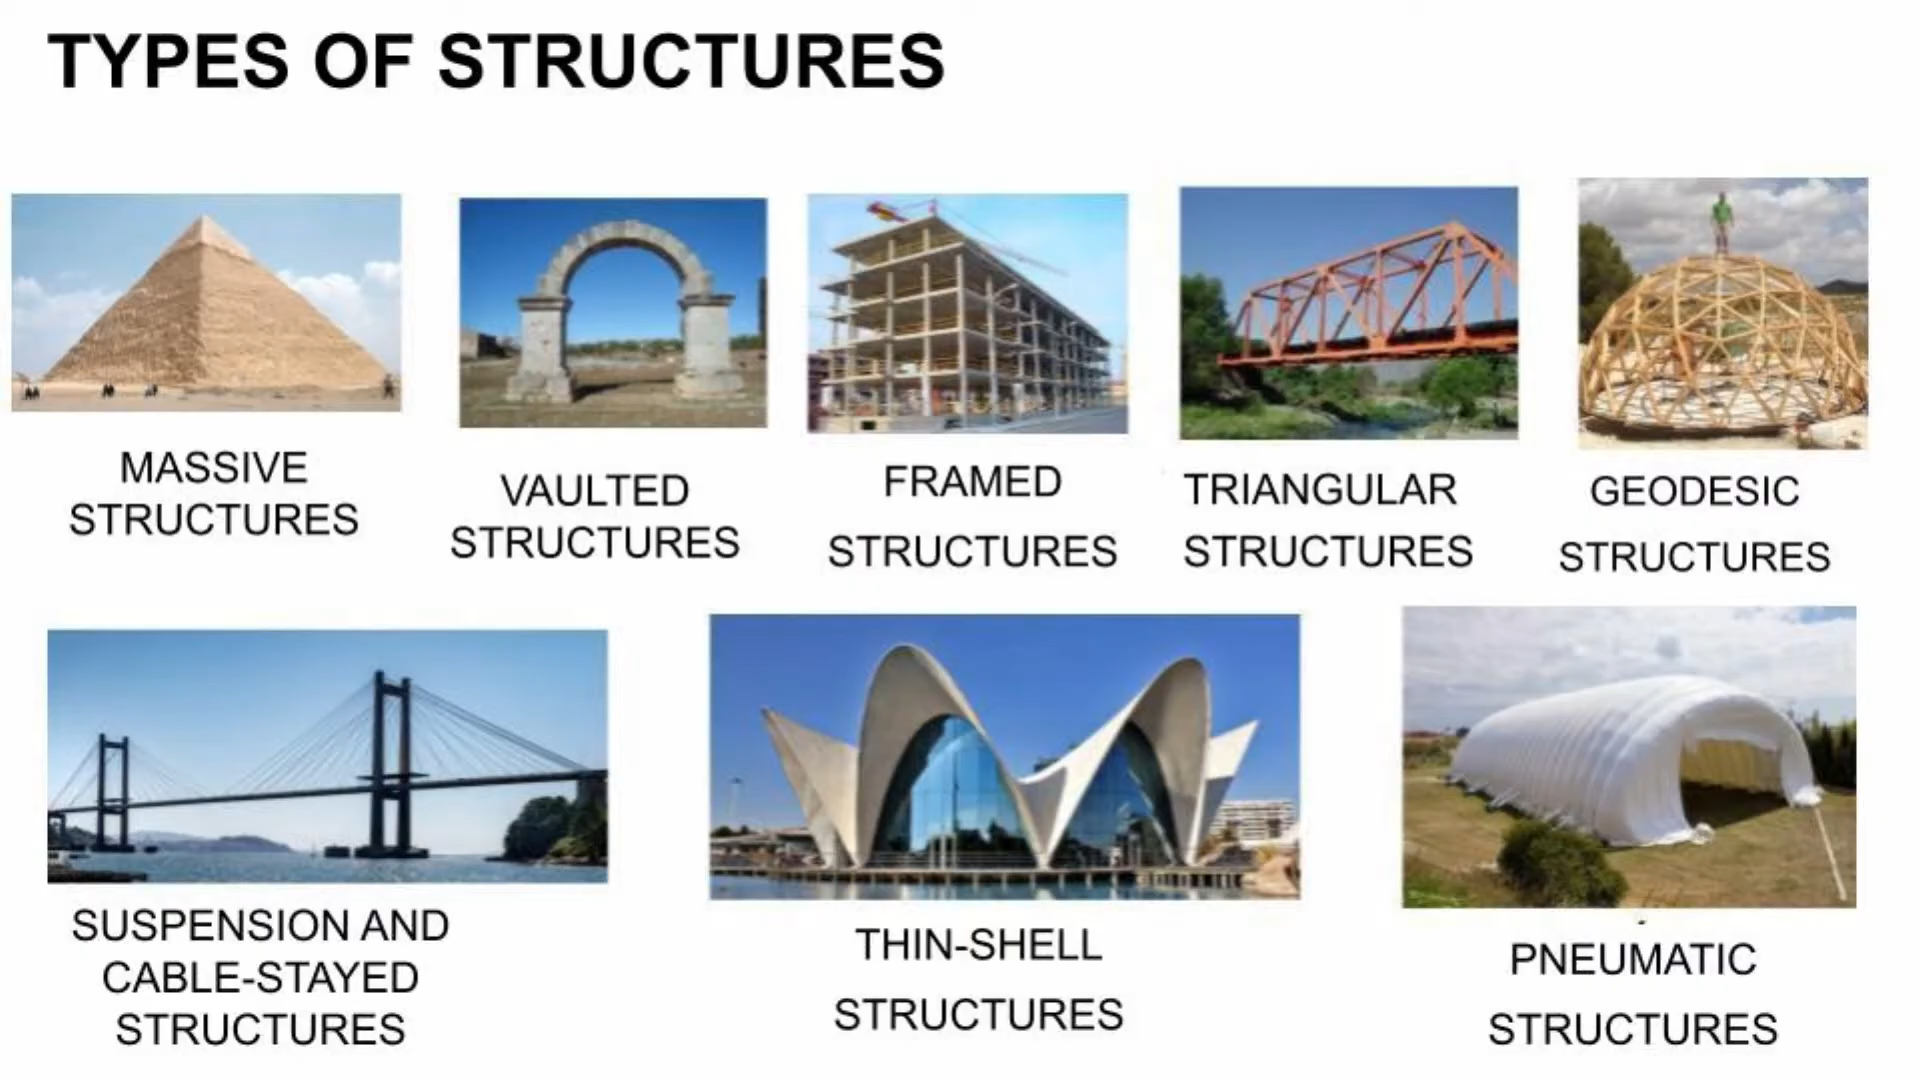 TYPES OF STRUCTURES
MASSIVE
STRUCTURES
VAULTED
STRUCTURES
FRAMED
STRUCTURES
TRIANGULAR
STRUCTURES
GEODESIC
STRUCTURES
SUSPENSION AND
CABLE-STAYED
STRUCTURES
THIN-SHELL
STRUCTURES
PNEUMATIC
STRUCTURES